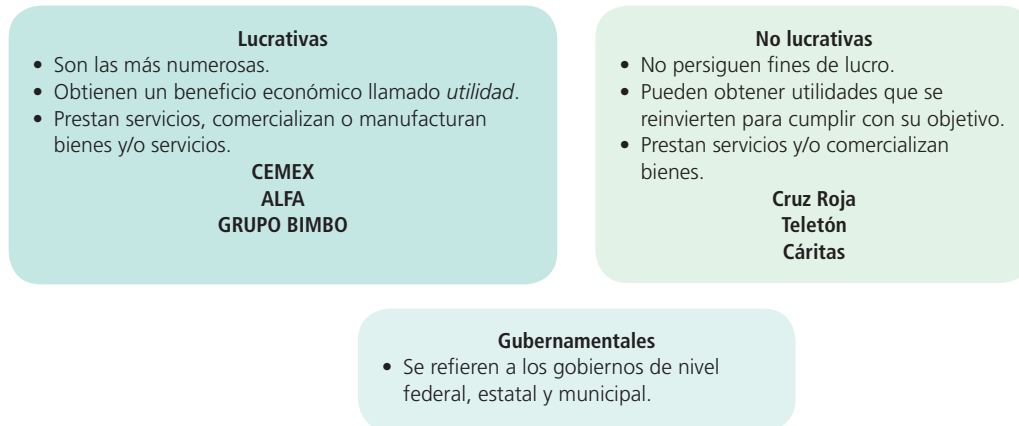 Lucrativas
• Son las más numerosas.
• Obtienen un beneficio económico llamado utilidad.
• Prestan servicios, comercializan o manufacturan
bienes y/o servicios.
CEMEX
ALFA
GRUPO BIMBO
No lucrativas
• No persiguen fines de lucro.
• Pueden obtener utilidades que se
reinvierten para cumplir con su objetivo.
• Prestan servicios y/o comercializan
bienes.
Cruz Roja
Teletón
Cáritas
Gubernamentales
• Se refieren a los gobiernos de nivel
federal, estatal y municipal.